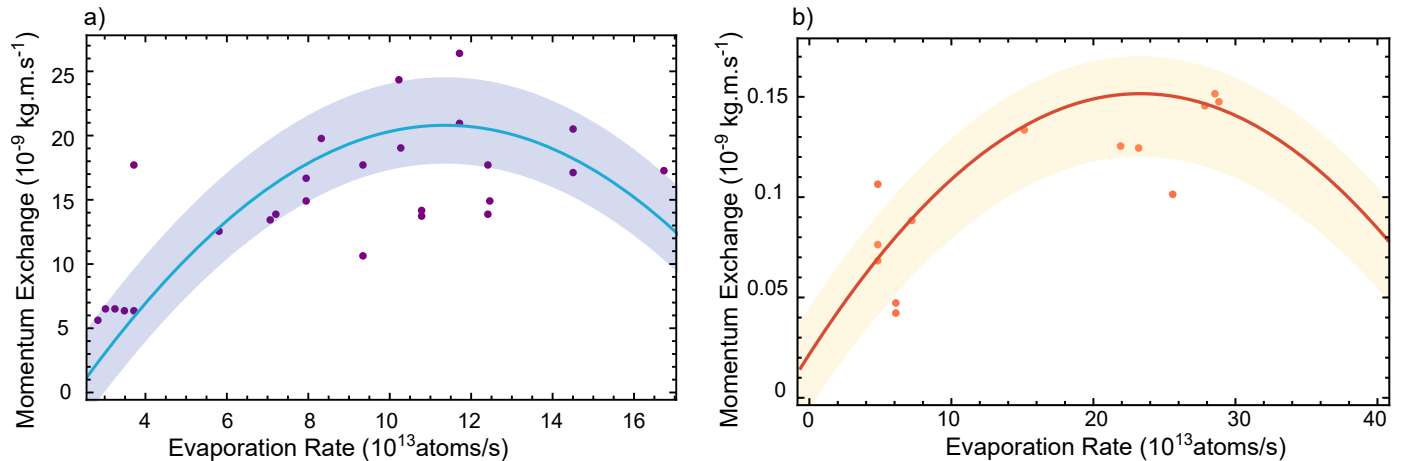 a)
Momentum Exchange (10⁻⁹ kg.m.s⁻¹)
25
20
15
10
5
0
4 6 8 10 12 14 16
Evaporation Rate (10¹³atoms/s)
b)
Momentum Exchange (10⁻⁹ kg.m.s⁻¹)
0.15
0.1
0.05
0
0 10 20 30 40
Evaporation Rate (10¹³atoms/s)